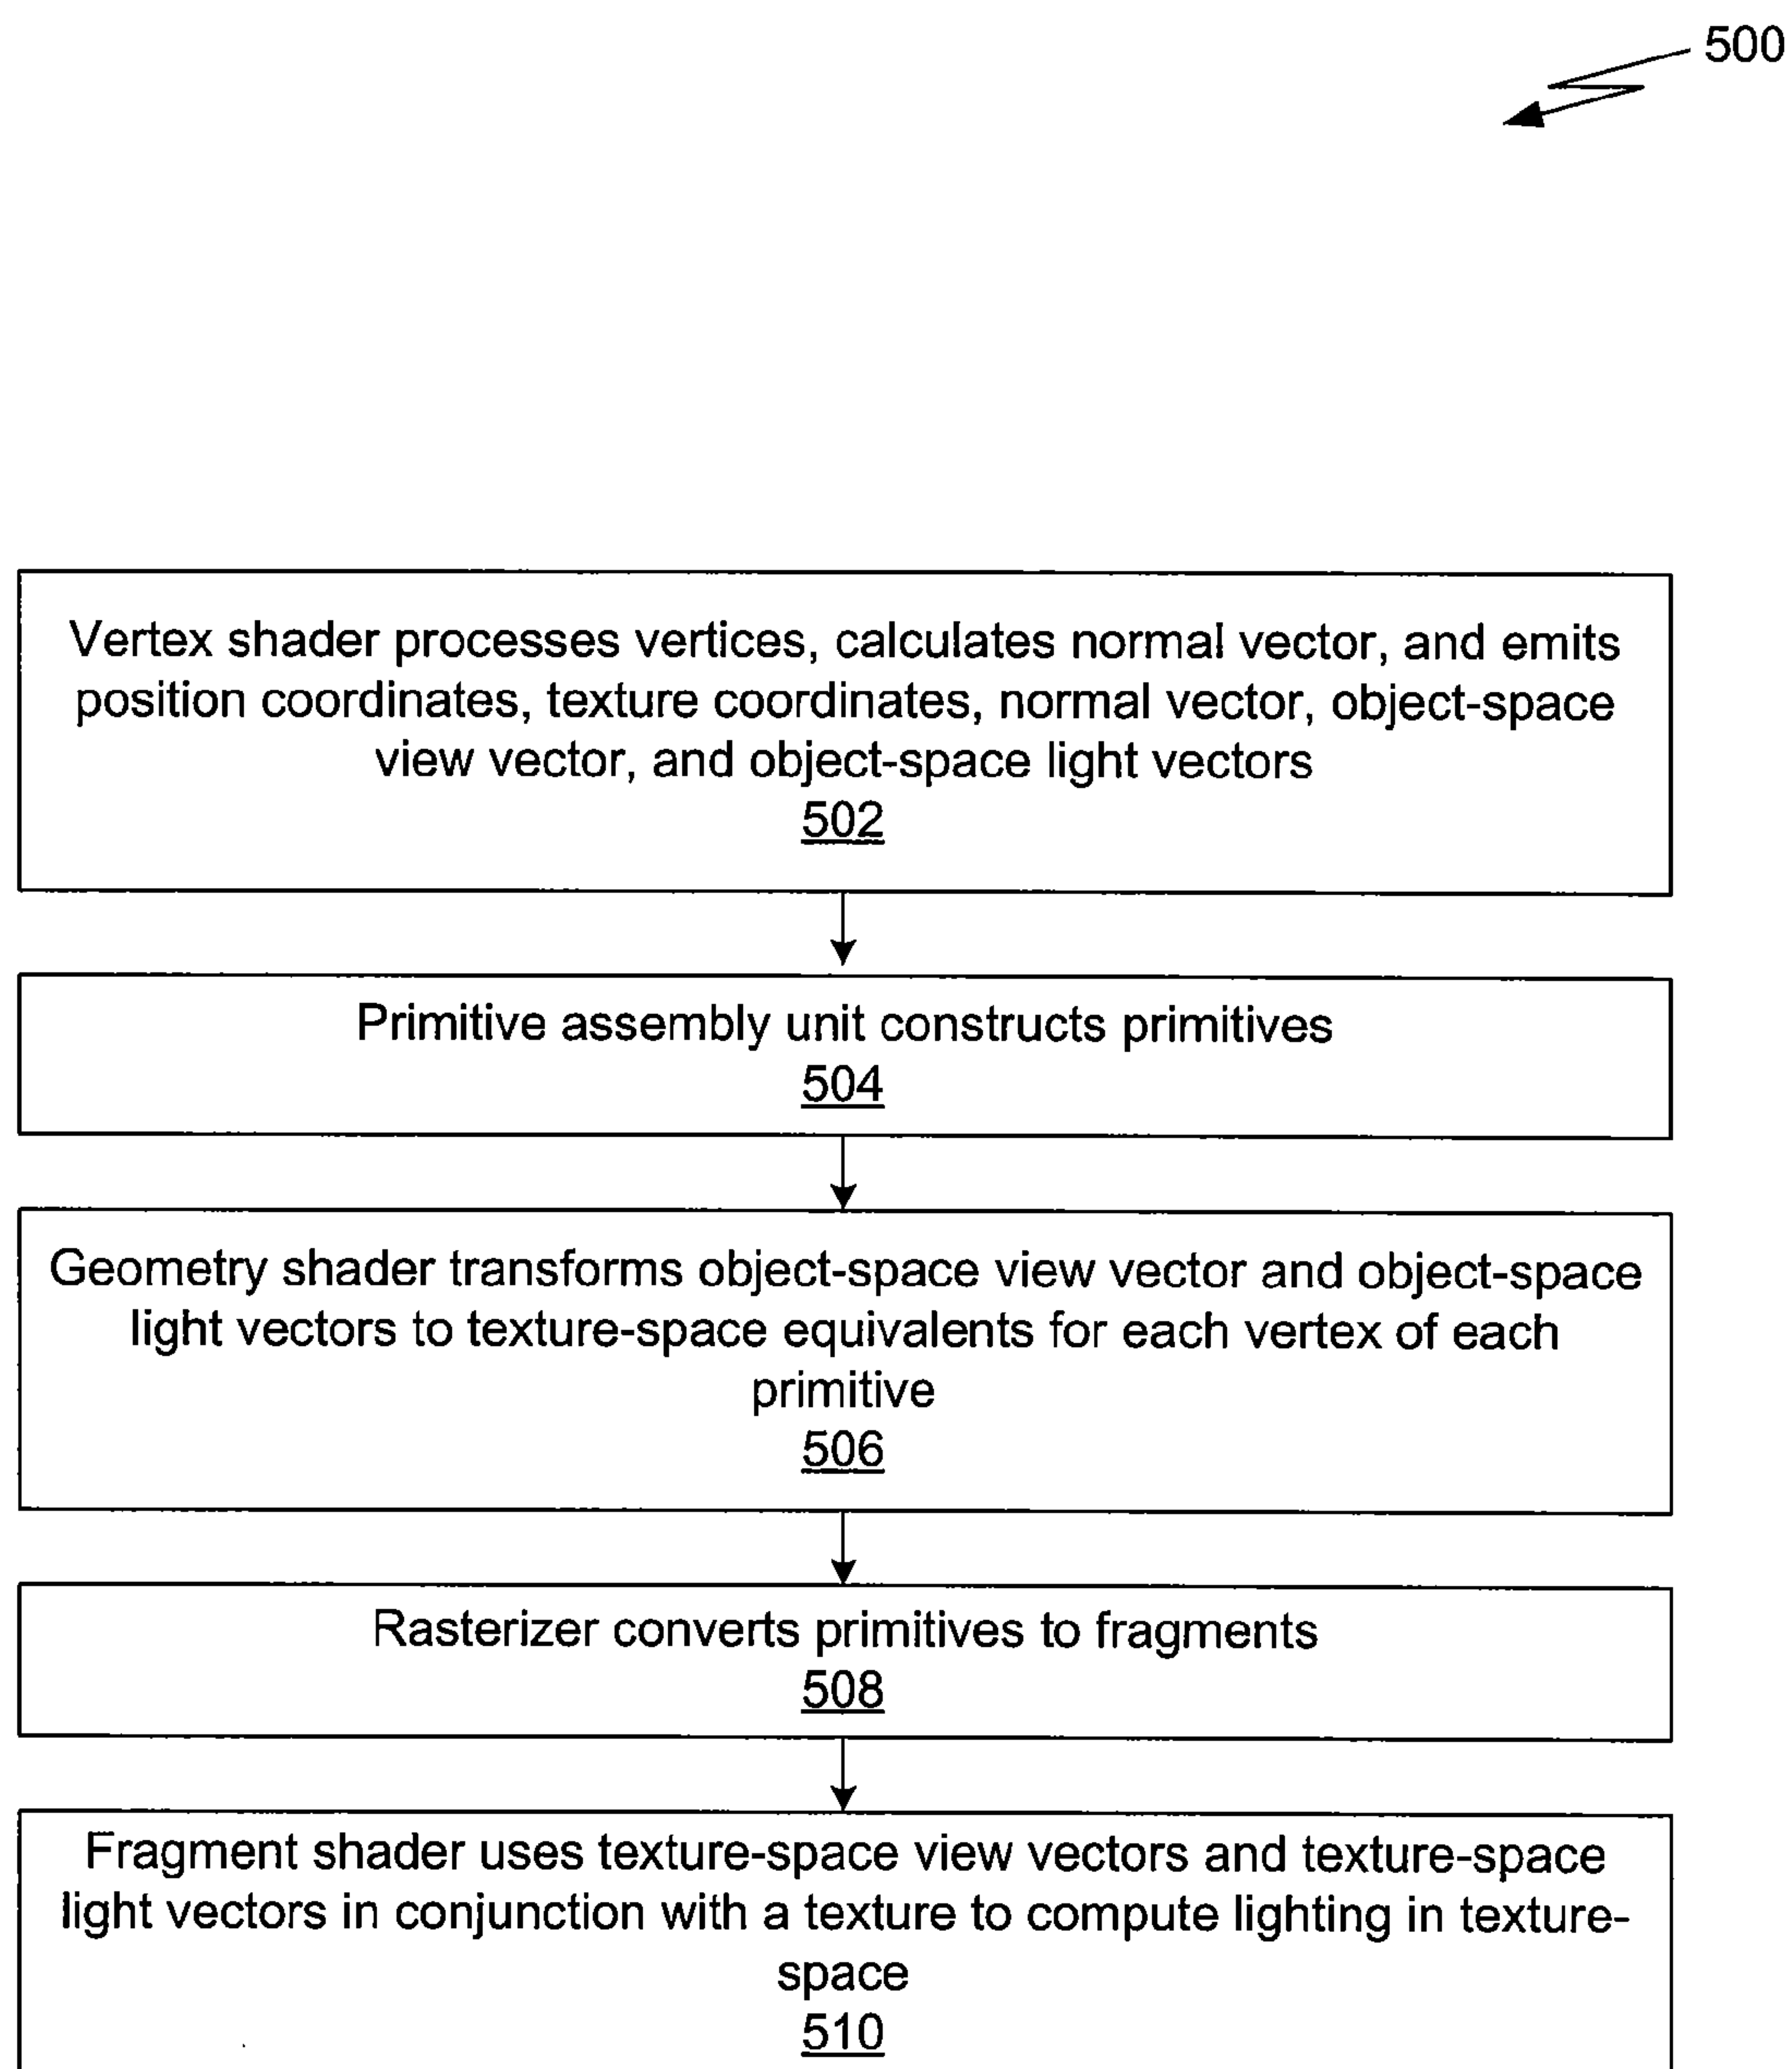 500
Vertex shader processes vertices, calculates normal vector, and emits
position coordinates, texture coordinates, normal vector, object-space
view vector, and object-space light vectors
502
Primitive assembly unit constructs primitives
504
Geometry shader transforms object-space view vector and object-space
light vectors to texture-space equivalents for each vertex of each
primitive
506
Rasterizer converts primitives to fragments
508
Fragment shader uses texture-space view vectors and texture-space
light vectors in conjunction with a texture to compute lighting in texture-
space
510